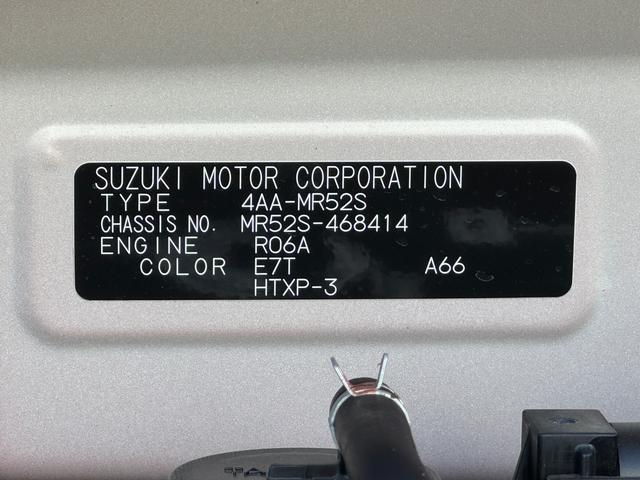 SUZUKI MOTOR CORPORATION
TYPE 4AA-MR52S
CHASSIS NO. MR52S-468414
ENGINE R06A
COLOR E7T A66
HTXP-3